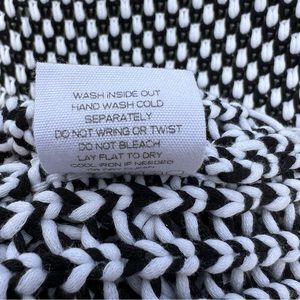 WASH INSIDE OUT
HAND WASH COLD
SEPARATELY
DO NOT WRING OR TWIST
DO NOT BLEACH
LAY FLAT TO DRY
COOL IRON IF NEEDED